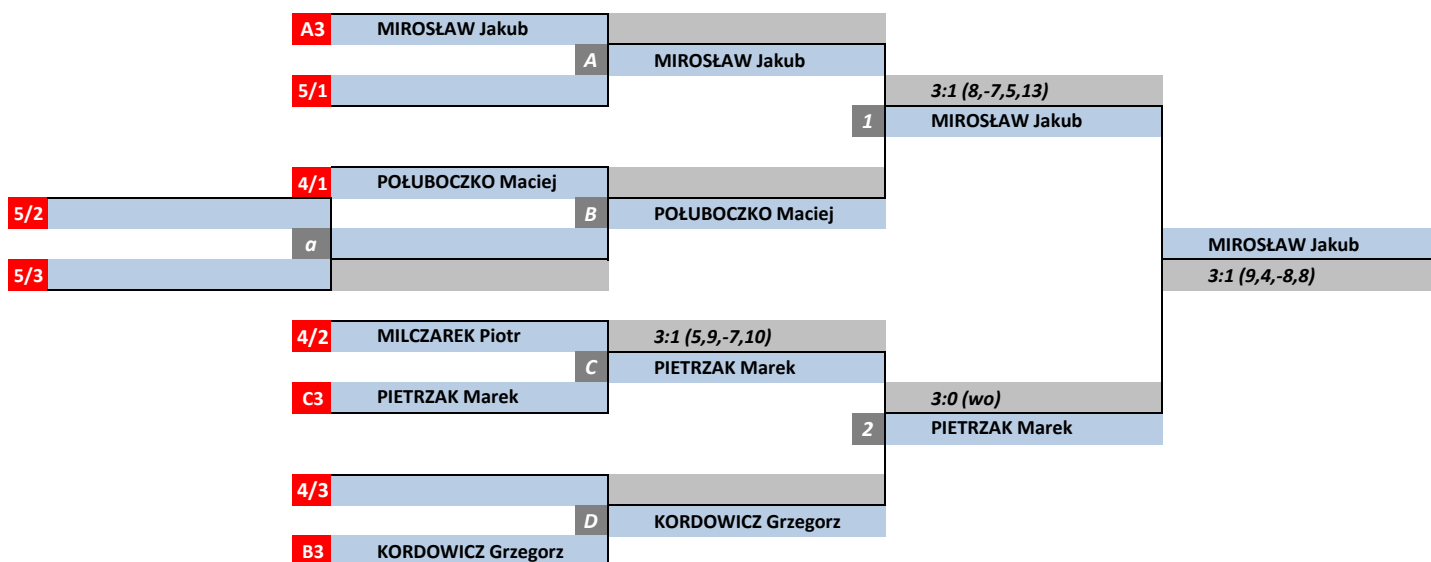 A3 MIROSŁAW Jakub
A MIROSŁAW Jakub
5/1 3:1 (8,-7,5,13)
1 MIROSŁAW Jakub
4/1 POŁUBOCZKO Maciej
5/2 B POŁUBOCZKO Maciej
a MIROSŁAW Jakub
5/3 3:1 (9,4,-8,8)
4/2 MILCZAREK Piotr 3:1 (5,9,-7,10)
C PIETRZAK Marek
C3 PIETRZAK Marek 3:0 (wo)
2 PIETRZAK Marek
4/3
D KORDOWICZ Grzegorz
B3 KORDOWICZ Grzegorz